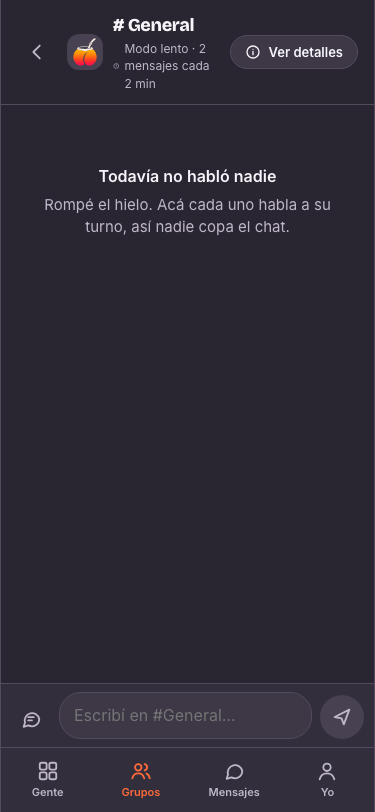 # General
Modo lento · 2
mensajes cada
2 min
Ver detalles
Todavía no habló nadie
Rompé el hielo. Acá cada uno habla a su
turno, así nadie copa el chat.
Escribí en #General...
Gente
Grupos
Mensajes
Yo